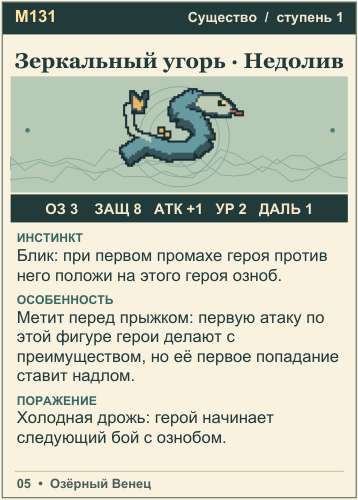 М131
Существо / ступень 1
Зеркальный угорь · Недолив
ОЗ 3 ЗАЩ 8 АТК +1 УР 2 ДАЛЬ 1
ИНСТИНКТ
Блик: при первом промахе героя против
него положи на этого героя озноб.
ОСОБЕННОСТЬ
Метит перед прыжком: первую атаку по
этой фигуре герои делают с
преимуществом, но её первое попадание
ставит надлом.
ПОРАЖЕНИЕ
Холодная дрожь: герой начинает
следующий бой с ознобом.
05 • Озёрный Венец